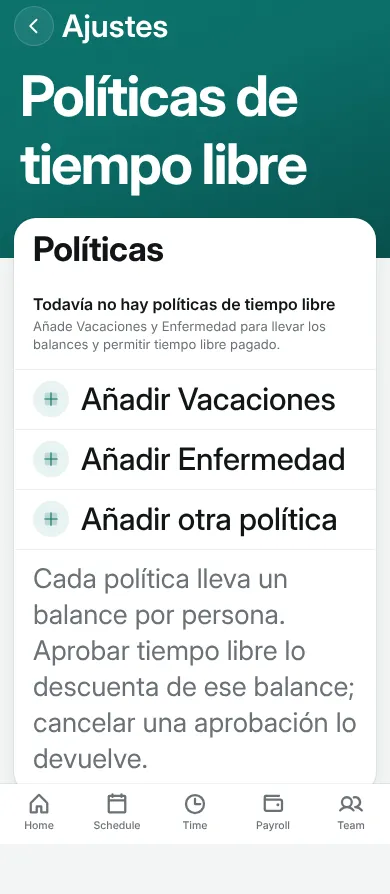 Ajustes
Políticas de
tiempo libre
Políticas
Todavía no hay políticas de tiempo libre
Añade Vacaciones y Enfermedad para llevar los
balances y permitir tiempo libre pagado.
Añadir Vacaciones
Añadir Enfermedad
Añadir otra política
Cada política lleva un
balance por persona.
Aprobar tiempo libre lo
descuenta de ese balance;
cancelar una aprobación lo
devuelve.
Home
Schedule
Time
Payroll
Team